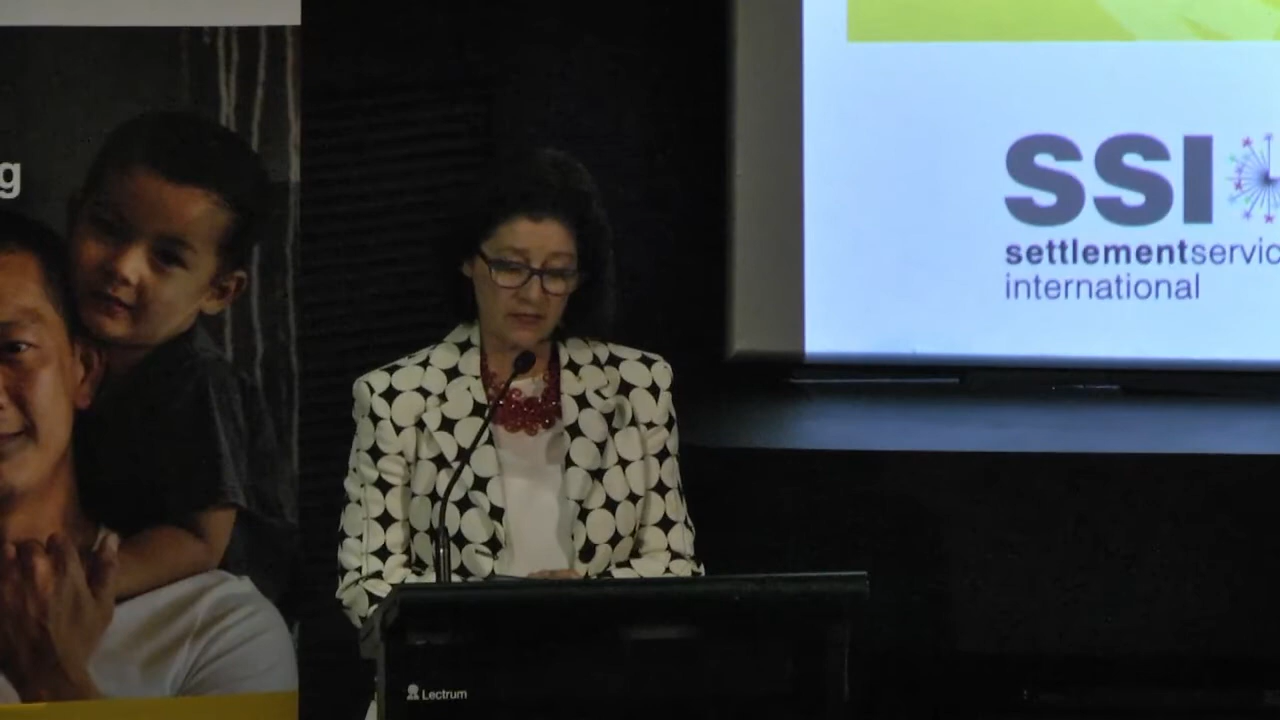 g
SSI
settlementservic
international
Lectrum